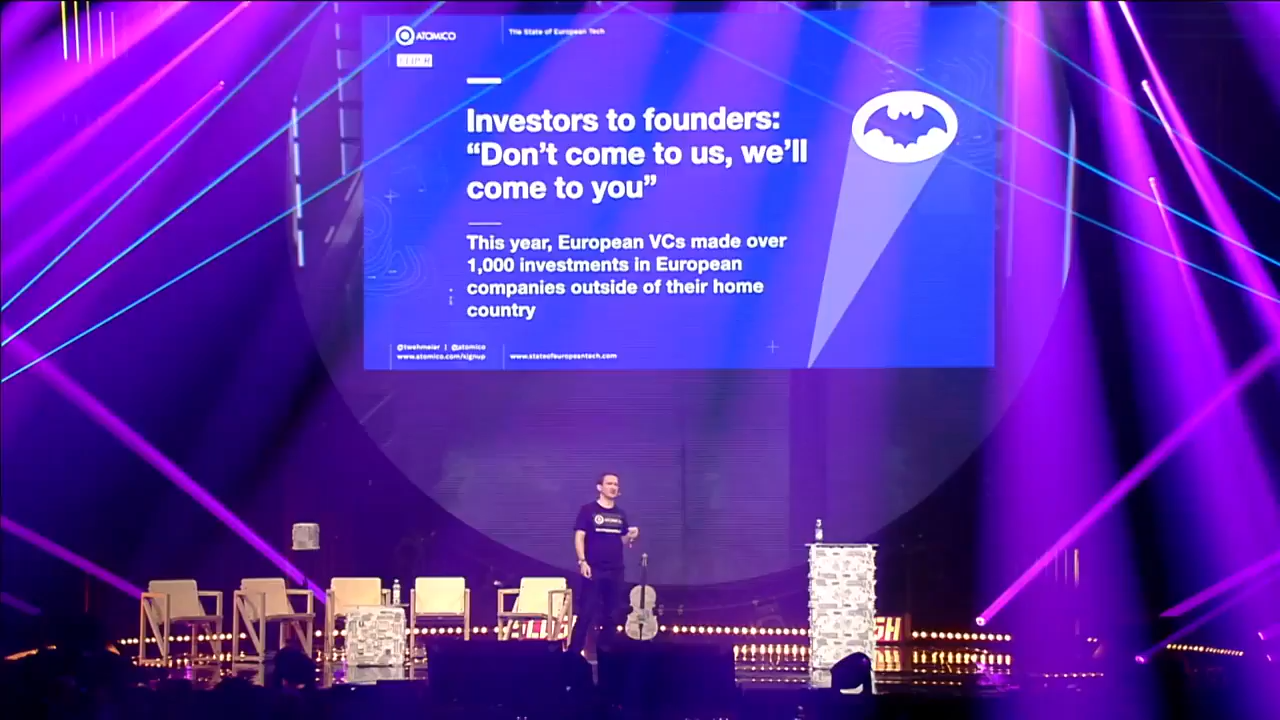 ATOMICO
The State of European Tech
SLUSH
Investors to founders:
“Don’t come to us, we’ll
come to you”
This year, European VCs made over
1,000 investments in European
companies outside of their home
country
@twehmeier | @atomico
www.atomico.com/signup
www.stateofeuropeantech.com
ATOMICO